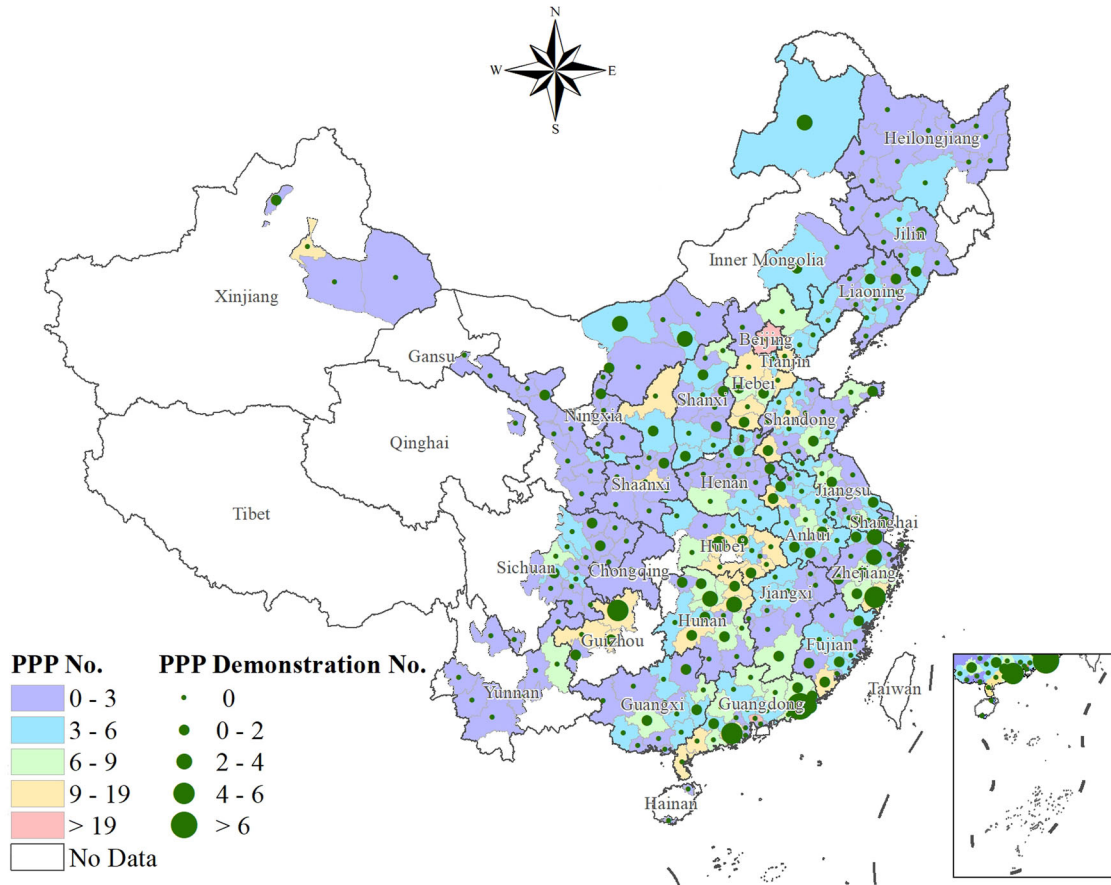 N
W E
S
Heilongjiang
Jilin
Inner Mongolia
Liaoning
Xinjiang
Beijing
Gansu
Tianjin
Hebei
Shanxi
Ningxia
Shandong
Qinghai
Shaanxi
Henan
Jiangsu
Tibet
Shanghai
Anhui
Hubei
Sichuan
Chongqing
Zhejiang
Jiangxi
Hunan
Guizhou
Fujian
Yunnan
Taiwan
Guangxi
Guangdong
Hainan
PPP No.
0 - 3
3 - 6
6 - 9
9 - 19
> 19
No Data
PPP Demonstration No.
0
0 - 2
2 - 4
4 - 6
> 6